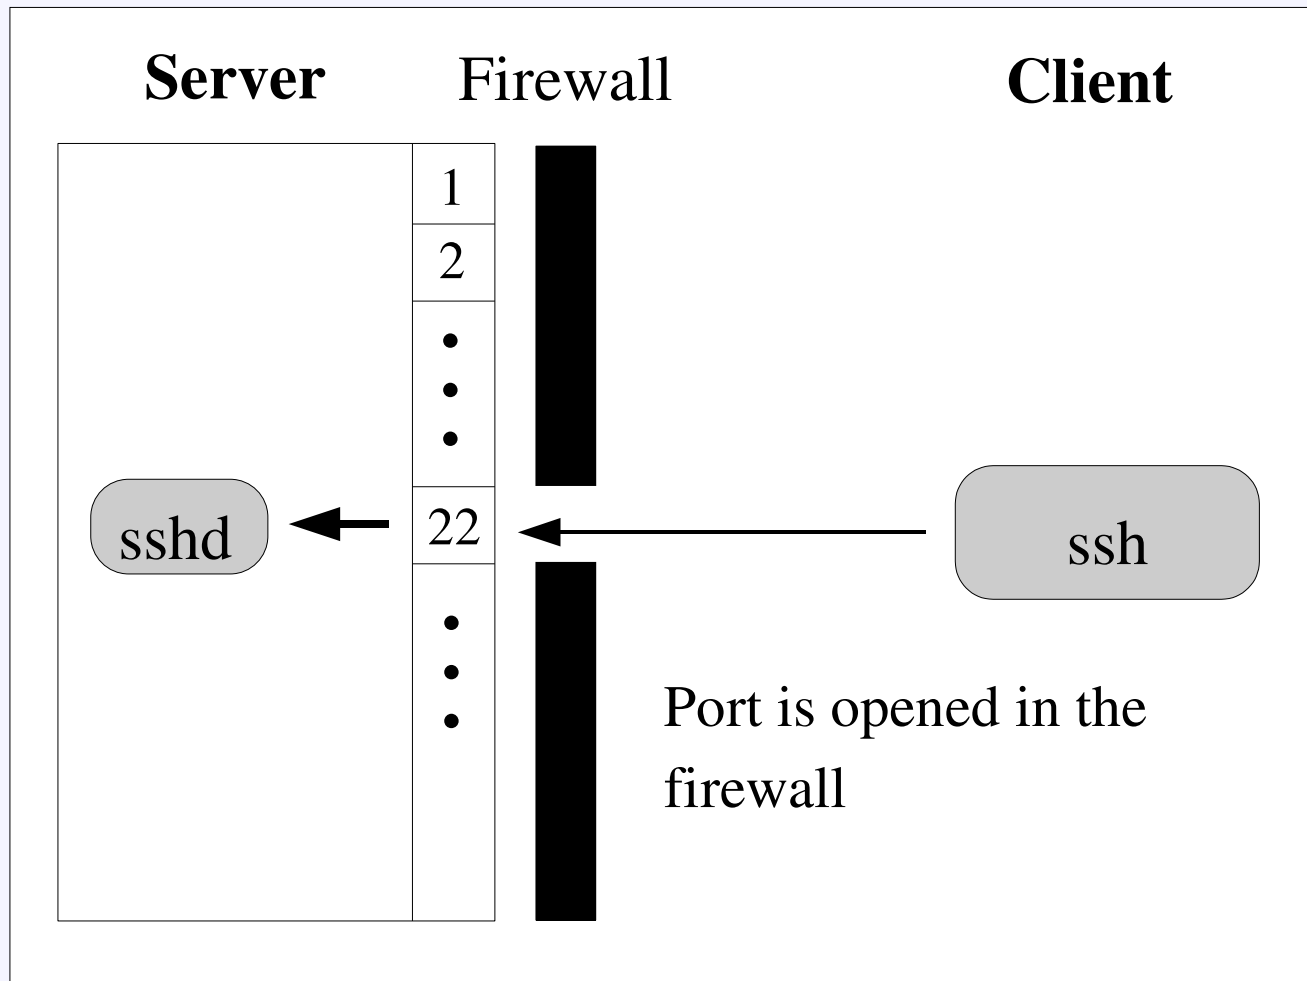 Server
Firewall
Client
1
2
22
sshd
ssh
Port is opened in the
firewall